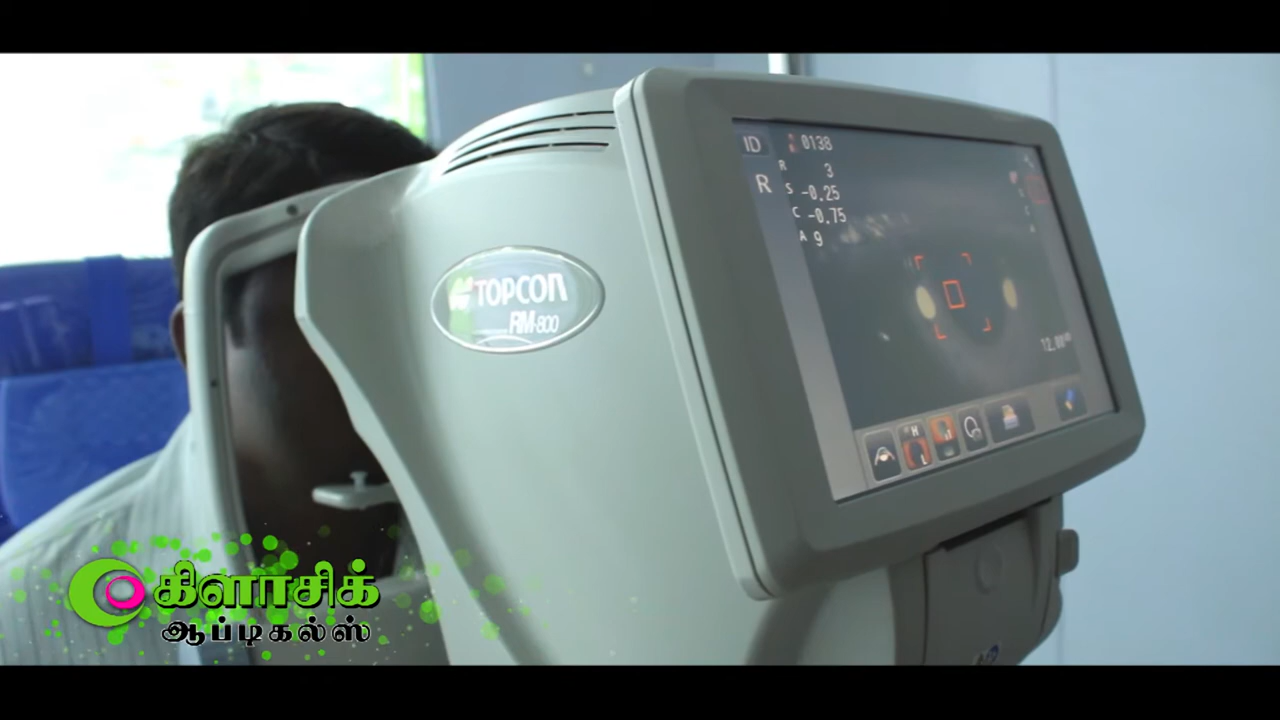 ID 0138
R 3
R
S -0.25
C -0.75
A 9
12.00
H
L
TOPCON
RM-800
கிளாசிக்
ஆப்டிகல்ஸ்